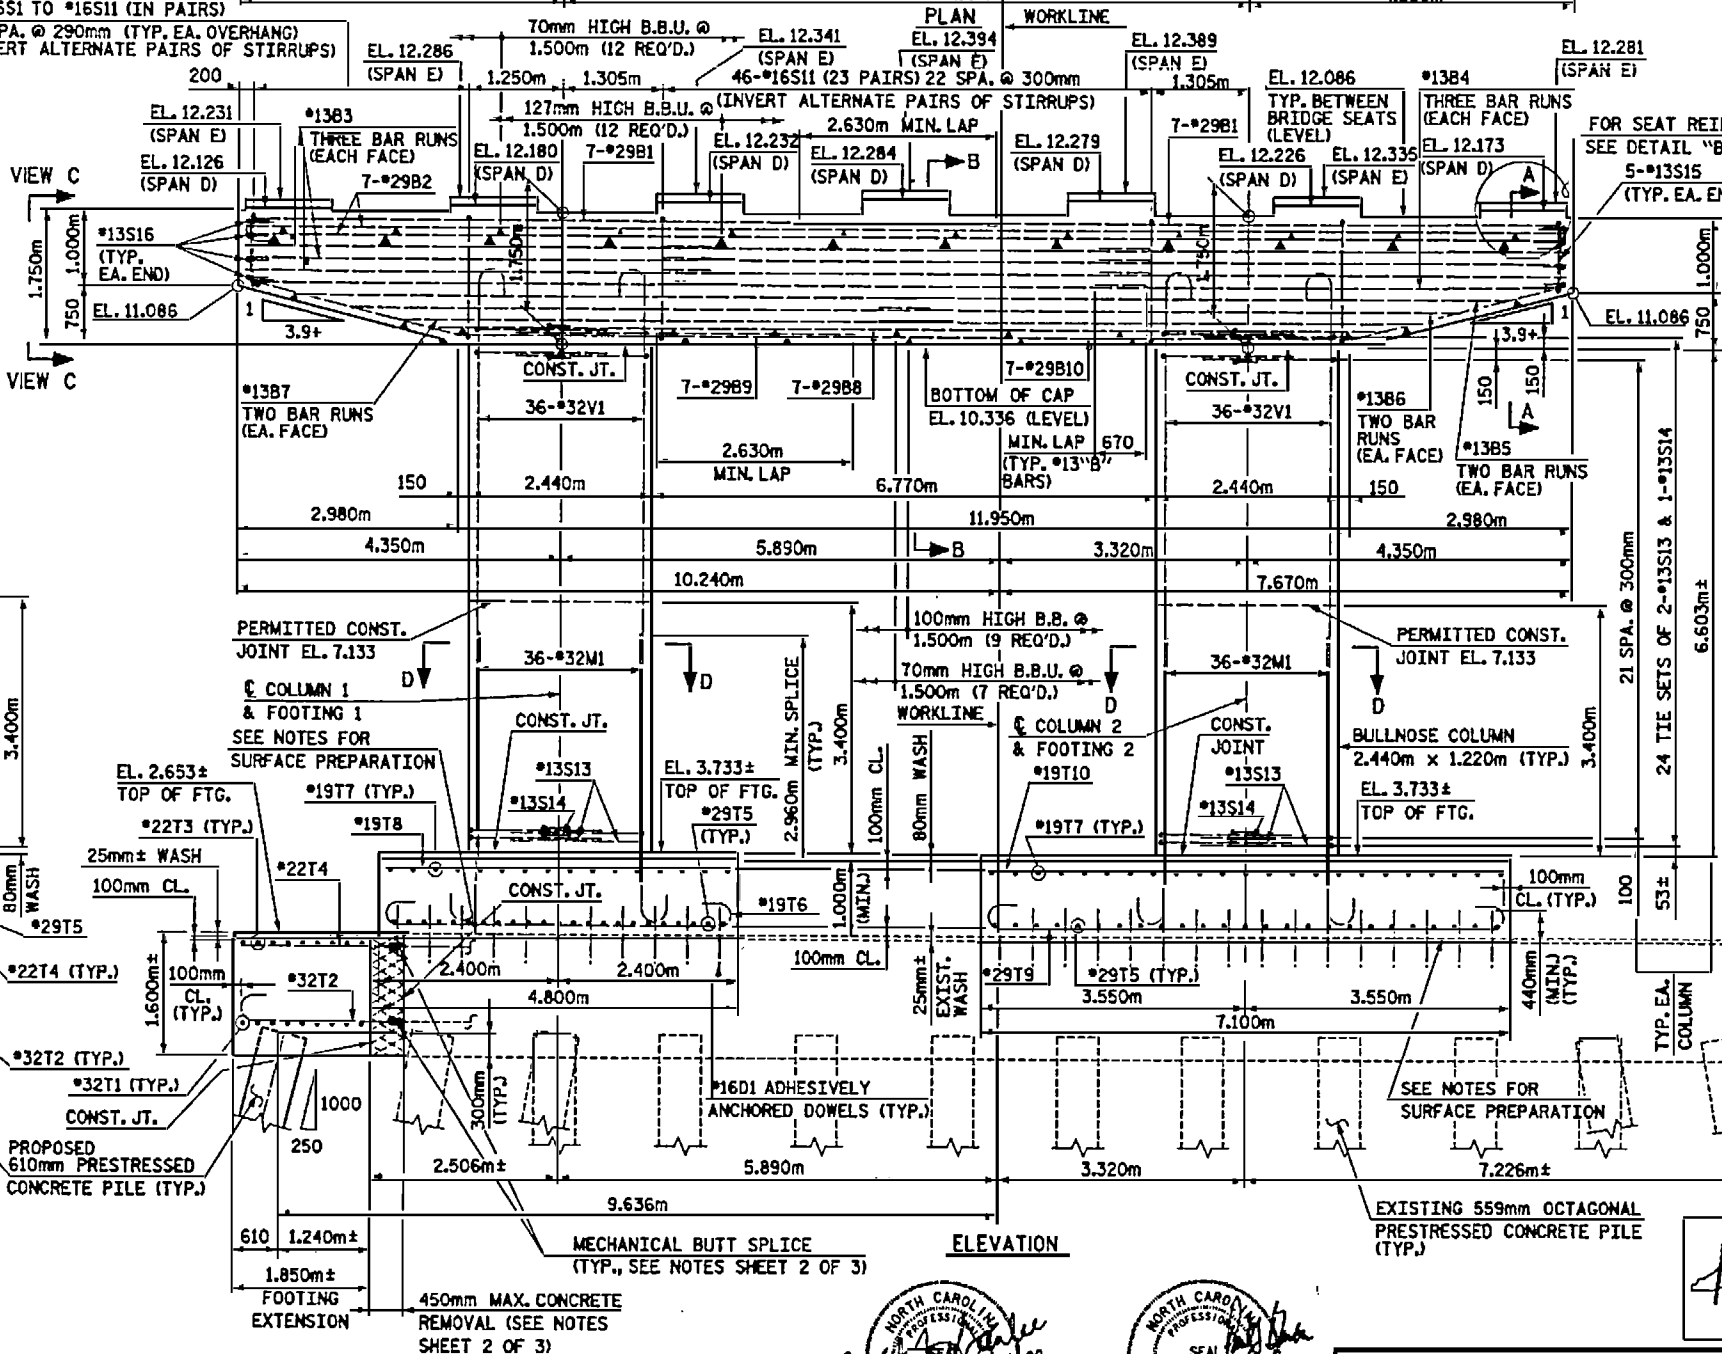 S1 TO #16S11 (IN PAIRS)
PA. @ 290mm (TYP. EA. OVERHANG)
ERT ALTERNATE PAIRS OF STIRRUPS)
200
EL. 12.286
(SPAN E)
70mm HIGH B.B.U. @
1.500m (12 REQ'D.)
EL. 12.341
(SPAN E)
PLAN
WORKLINE
EL. 12.394
(SPAN E)
EL. 12.389
(SPAN E)
EL. 12.281
(SPAN E)
1.250m
1.305m
46-#16S11 (23 PAIRS) 22 SPA. @ 300mm
(INVERT ALTERNATE PAIRS OF STIRRUPS)
1.305m
EL. 12.086
TYP. BETWEEN
BRIDGE SEATS
(LEVEL)
#13B4
THREE BAR RUNS
(EACH FACE)
EL. 12.231
(SPAN E)
#13B3
THREE BAR RUNS
(EACH FACE)
127mm HIGH B.B.U. @
1.500m (12 REQ'D.)
2.630m MIN. LAP
EL. 12.126
(SPAN D)
7-#29B2
EL. 12.180
(SPAN D)
7-#29B1
EL. 12.232
(SPAN D)
EL. 12.284
(SPAN D)
B
EL. 12.279
(SPAN D)
7-#29B1
EL. 12.226
(SPAN D)
EL. 12.335
(SPAN E)
EL. 12.173
(SPAN D)
FOR SEAT REI
SEE DETAIL "B
5-#13S15
(TYP. EA. EN
A
VIEW C
#13S16
(TYP.
EA. END)
1.750m
1.000m
750
1.750m
1.750m
1.000m
750
EL. 11.086
1
3.9+
EL. 11.086
1
3.9+
VIEW C
CONST. JT.
7-#29B9
7-#29B8
7-#29B10
CONST. JT.
150
150
#13B7
TWO BAR RUNS
(EA. FACE)
36-#32V1
BOTTOM OF CAP
EL. 10.336 (LEVEL)
36-#32V1
#13B6
TWO BAR
RUNS
(EA. FACE)
A
#13B5
TWO BAR RUNS
(EA. FACE)
2.630m
MIN. LAP
MIN. LAP 670
(TYP. #13"B"
BARS)
150
2.440m
6.770m
2.440m
150
2.980m
11.950m
2.980m
4.350m
5.890m
B
3.320m
4.350m
10.240m
7.670m
21 SPA. @ 300mm
24 TIE SETS OF 2-#13S13 & 1-#13S14
6.603m±
PERMITTED CONST.
JOINT EL. 7.133
100mm HIGH B.B. @
1.500m (9 REQ'D.)
PERMITTED CONST.
JOINT EL. 7.133
D
36-#32M1
D
70mm HIGH B.B.U. @
1.500m (7 REQ'D.)
D
36-#32M1
D
3.400m
℄ COLUMN 1
& FOOTING 1
WORKLINE
℄ COLUMN 2
& FOOTING 2
2.960m MIN. SPLICE
(TYP.)
3.400m
100mm CL.
80mm WASH
CONST. JT.
CONST.
JOINT
BULLNOSE COLUMN
2.440m x 1.220m (TYP.)
3.400m
SEE NOTES FOR
SURFACE PREPARATION
EL. 2.653±
TOP OF FTG.
#13S13
EL. 3.733±
TOP OF FTG.
#19T10
#13S13
EL. 3.733±
TOP OF FTG.
#19T7 (TYP.)
#13S14
#29T5
(TYP.)
#13S14
#22T3 (TYP.)
#19T8
#19T7 (TYP.)
25mm± WASH
#22T4
100mm CL.
CONST. JT.
#19T6
1.000m
(MIN.)
100mm
CL. (TYP.)
100
53±
80mm
WASH
#29T5
#22T4 (TYP.)
1.600m±
100mm
CL.
(TYP.)
#32T2
2.400m
2.400m
100mm CL.
25mm±
EXIST.
WASH
#29T9
#29T5 (TYP.)
440mm
(MIN.)
(TYP.)
4.800m
3.550m
3.550m
7.100m
TYP. EA.
COLUMN
#32T2 (TYP.)
#32T1 (TYP.)
CONST. JT.
1000
250
300mm
(TYP.)
#16D1 ADHESIVELY
ANCHORED DOWELS (TYP.)
SEE NOTES FOR
SURFACE PREPARATION
PROPOSED
610mm PRESTRESSED
CONCRETE PILE (TYP.)
2.506m±
5.890m
3.320m
7.226m±
9.636m
EXISTING 559mm OCTAGONAL
PRESTRESSED CONCRETE PILE
(TYP.)
610
1.240m±
MECHANICAL BUTT SPLICE
(TYP., SEE NOTES SHEET 2 OF 3)
ELEVATION
1.850m±
FOOTING
EXTENSION
450mm MAX. CONCRETE
REMOVAL (SEE NOTES
SHEET 2 OF 3)
NORTH CAROLINA
PROFESSIONAL
NORTH CAROLINA
PROFESSIONAL
SEAL